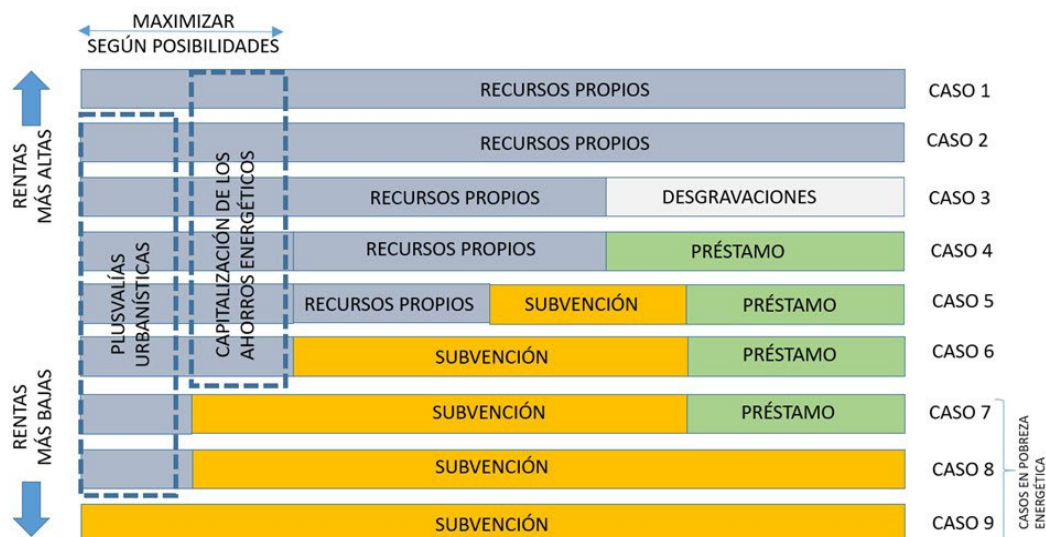 MAXIMIZAR
SEGÚN POSIBILIDADES
RENTAS
MÁS ALTAS
RENTAS
MÁS BAJAS
PLUSVALÍAS
URBANÍSTICAS
CAPITALIZACIÓN DE LOS
AHORROS ENERGÉTICOS
RECURSOS PROPIOS CASO 1
RECURSOS PROPIOS CASO 2
RECURSOS PROPIOS DESGRAVACIONES CASO 3
RECURSOS PROPIOS PRÉSTAMO CASO 4
RECURSOS PROPIOS SUBVENCIÓN PRÉSTAMO CASO 5
SUBVENCIÓN PRÉSTAMO CASO 6
SUBVENCIÓN PRÉSTAMO CASO 7
SUBVENCIÓN CASO 8
SUBVENCIÓN CASO 9
CASOS EN POBREZA
ENERGÉTICA